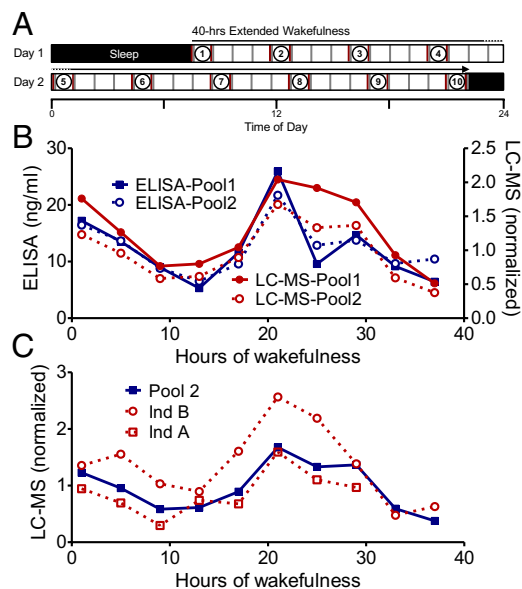 A
40-hrs Extended Wakefulness
Day 1 Sleep 1 2 3 4
Day 2 5 6 7 8 9 10
0 12 24
Time of Day
B
30 2.5
2.0
20 1.5
10 1.0
0.5
0 0.0
ELISA (ng/ml)
LC-MS (normalized)
ELISA-Pool1
ELISA-Pool2
LC-MS-Pool1
LC-MS-Pool2
0 10 20 30 40
Hours of wakefulness
C
3
2
1
0
LC-MS (normalized)
Pool 2
Ind B
Ind A
0 10 20 30 40
Hours of wakefulness